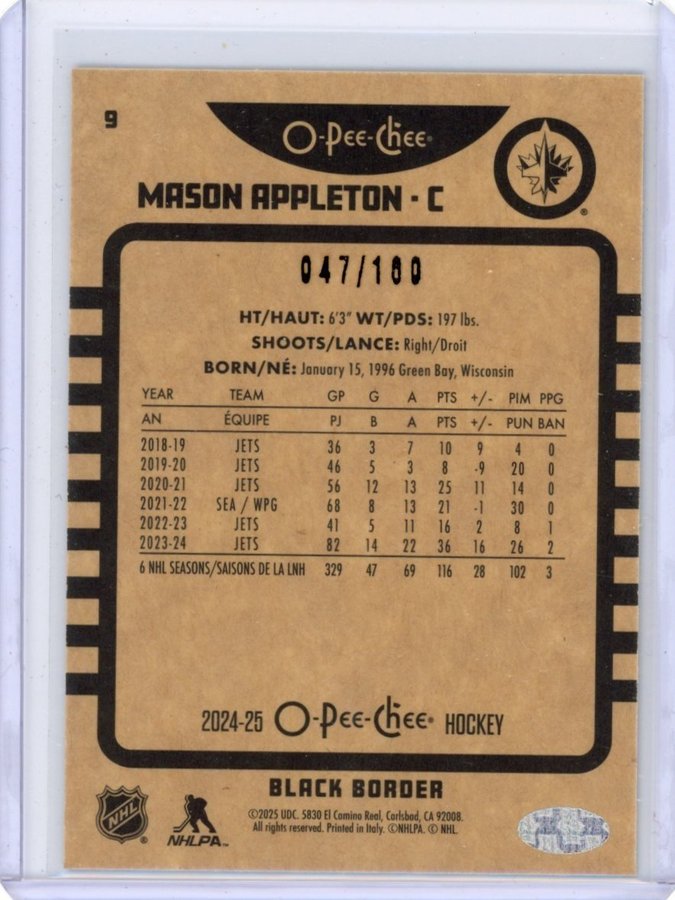 9
O-Pee-Chee
MASON APPLETON · C
047/100
HT/HAUT: 6'3" WT/PDS: 197 lbs.
SHOOTS/LANCE: Right/Droit
BORN/NÉ: January 15, 1996 Green Bay, Wisconsin
YEAR TEAM GP G A PTS +/- PIM PPG
AN ÉQUIPE PJ B A PTS +/- PUN BAN
2018-19 JETS 36 3 7 10 9 4 0
2019-20 JETS 46 5 3 8 -9 20 0
2020-21 JETS 56 12 13 25 11 14 0
2021-22 SEA / WPG 68 8 13 21 -1 30 0
2022-23 JETS 41 5 11 16 2 8 1
2023-24 JETS 82 14 22 36 16 26 2
6 NHL SEASONS/SAISONS DE LA LNH 329 47 69 116 28 102 3
2024-25 O-Pee-Chee® HOCKEY
BLACK BORDER
NHL
NHLPA™
©2025 UDC. 5830 El Camino Real, Carlsbad, CA 92008.
All rights reserved. Printed in Italy. ©NHLPA. © NHL.